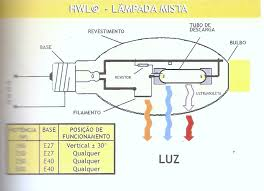 HWL® - LÂMPADA MISTA
REVESTIMENTO
TUBO DE
DESCARGA
BASE
BULBO
RESISTOR
ULTRAVIOLETA
FILAMENTO
LUZ
POTÊNCIA
BASE
POSIÇÃO DE
FUNCIONAMENTO
E27
Vertical ± 30°
E27
Qualquer
E40
Qualquer
E40
Qualquer